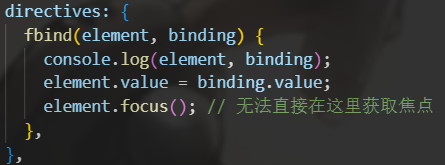 directives: {
  fbind(element, binding) {
    console.log(element, binding);
    element.value = binding.value;
    element.focus(); // 无法直接在这里获取焦点
  },
},